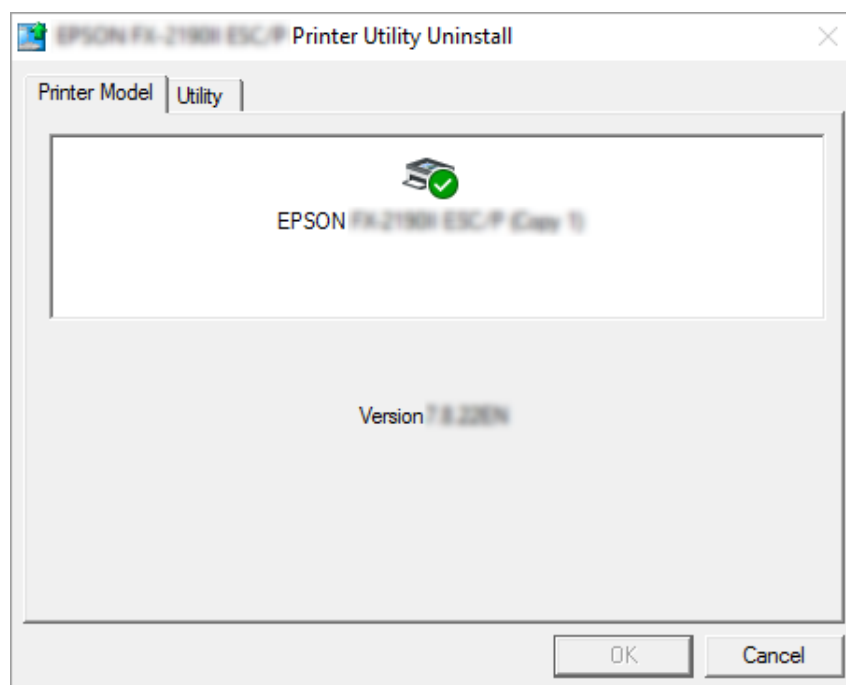 Printer Utility Uninstall
Printer Model
Utility
EPSON
Version
OK
Cancel